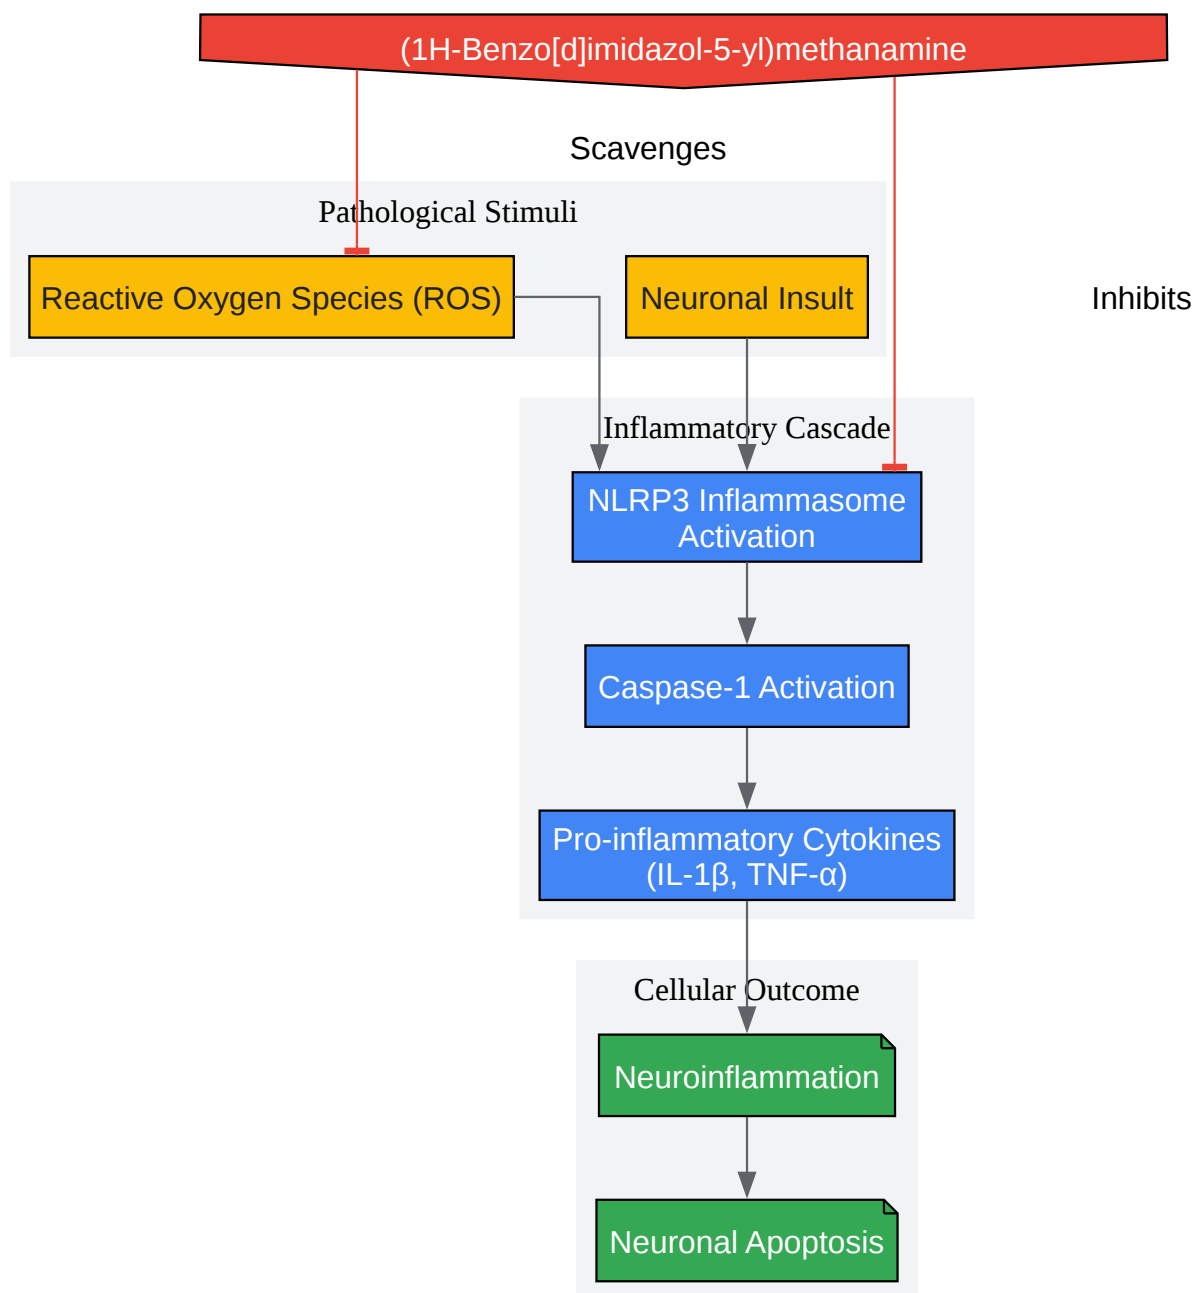 (1H-Benzo[d]imidazol-5-yl)methanamine
Scavenges
Pathological Stimuli
Reactive Oxygen Species (ROS)
Neuronal Insult
Inhibits
Inflammatory Cascade
NLRP3 Inflammasome
Activation
Caspase-1 Activation
Pro-inflammatory Cytokines
(IL-1β, TNF-α)
Cellular Outcome
Neuroinflammation
Neuronal Apoptosis